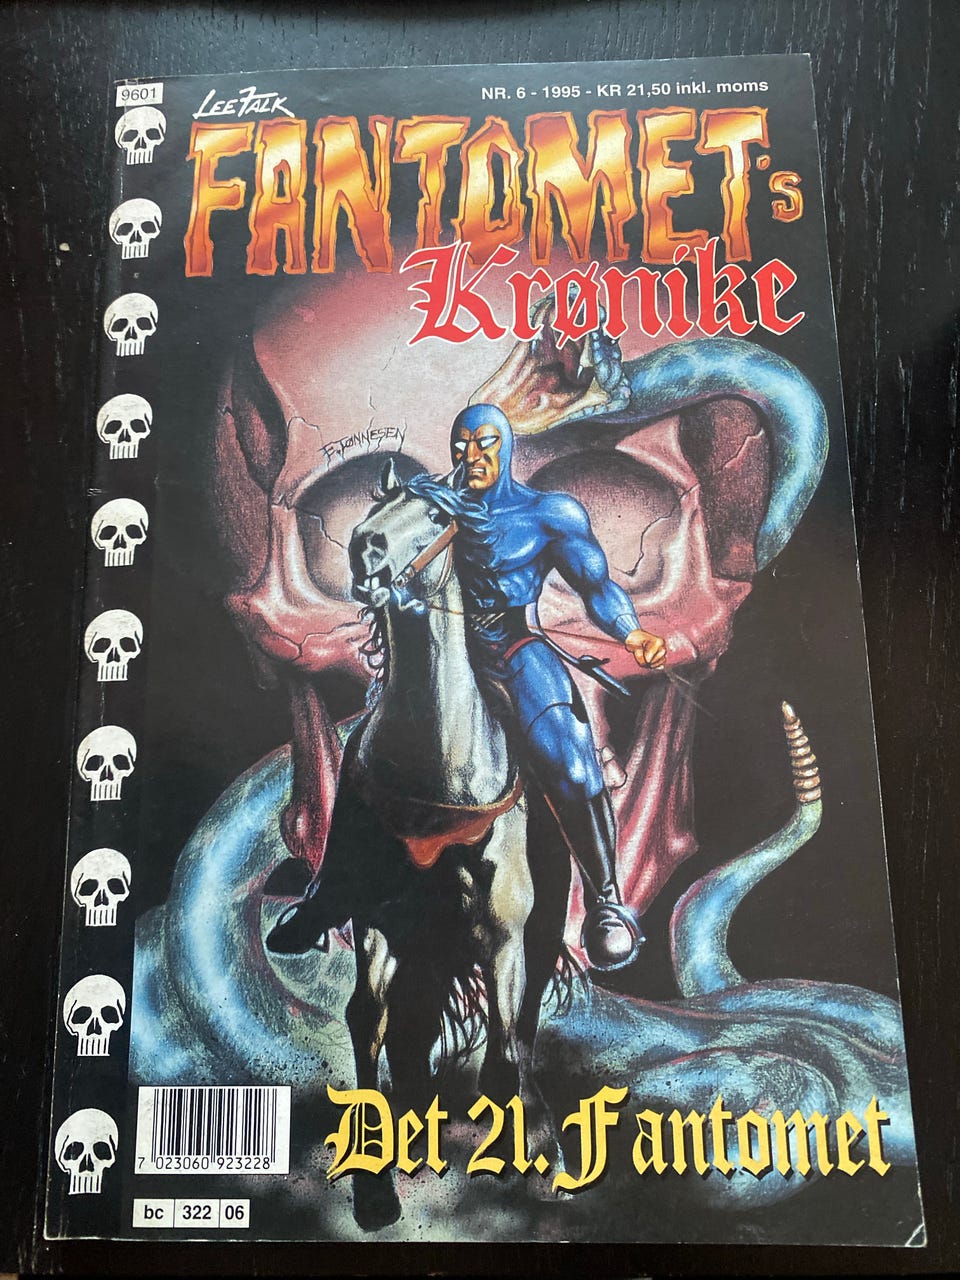 9601
LEE FALK
NR. 6 - 1995 - KR 21,50 inkl. moms
FANTOMET's
Krønike
B. TØNNESEN
Det 21. Fantomet
7 023060 923228
bc 322 06